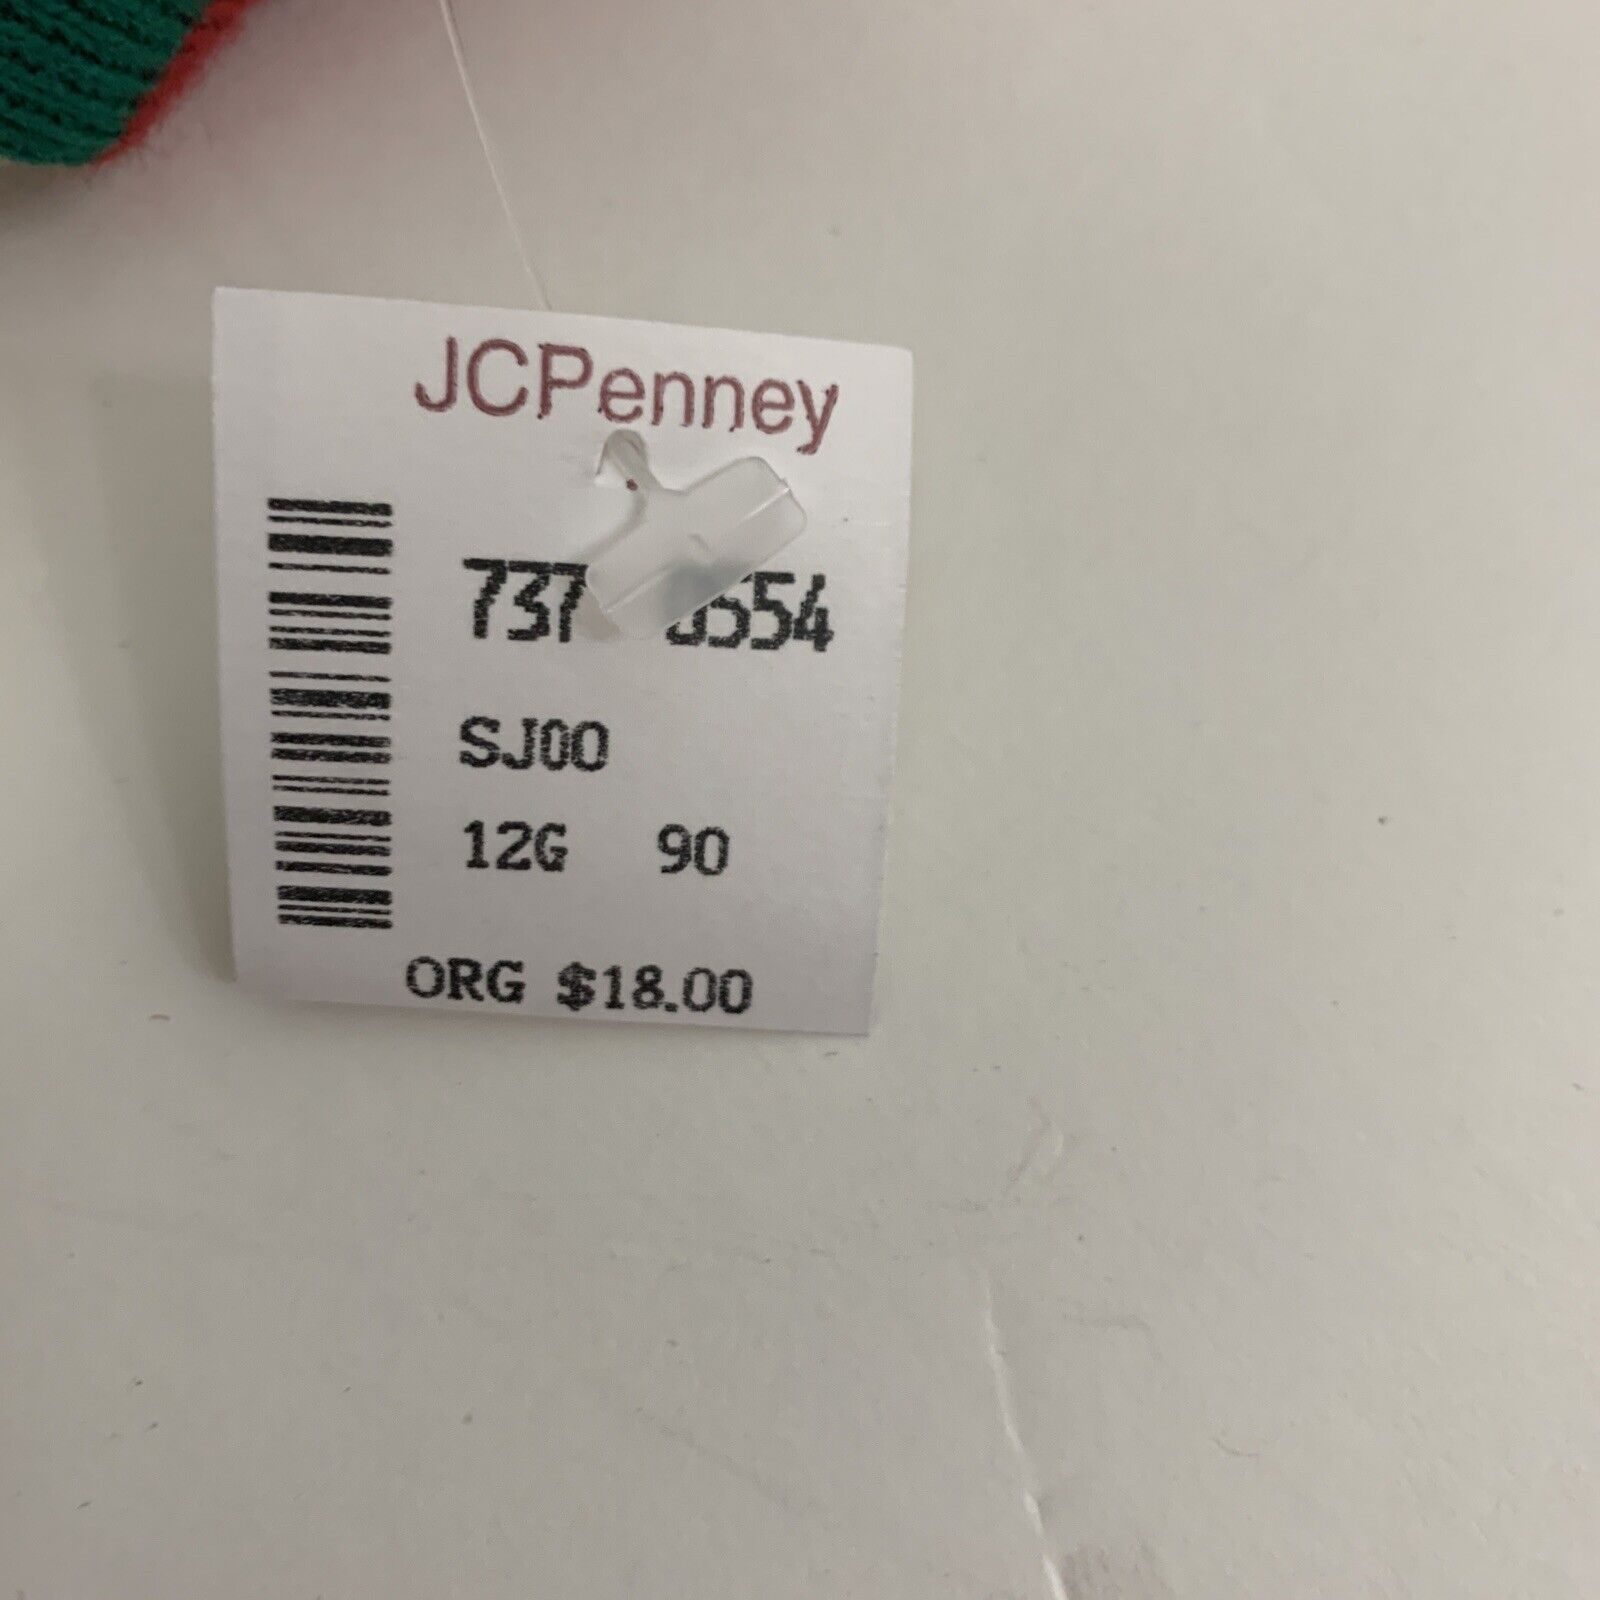 JCPenney
737
SJ00
12G 90
ORG $18.00